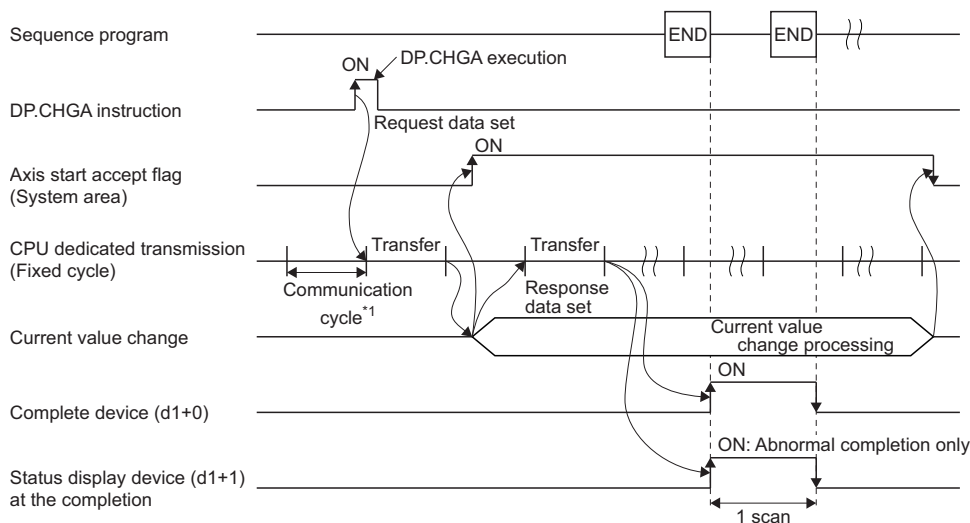 Sequence program
END
END
ON
DP.CHGA execution
DP.CHGA instruction
Request data set
ON
Axis start accept flag
(System area)
CPU dedicated transmission
(Fixed cycle)
Transfer
Transfer
Communication
cycle*1
Response
data set
Current value change
Current value
change processing
ON
Complete device (d1+0)
ON: Abnormal completion only
Status display device (d1+1)
at the completion
1 scan